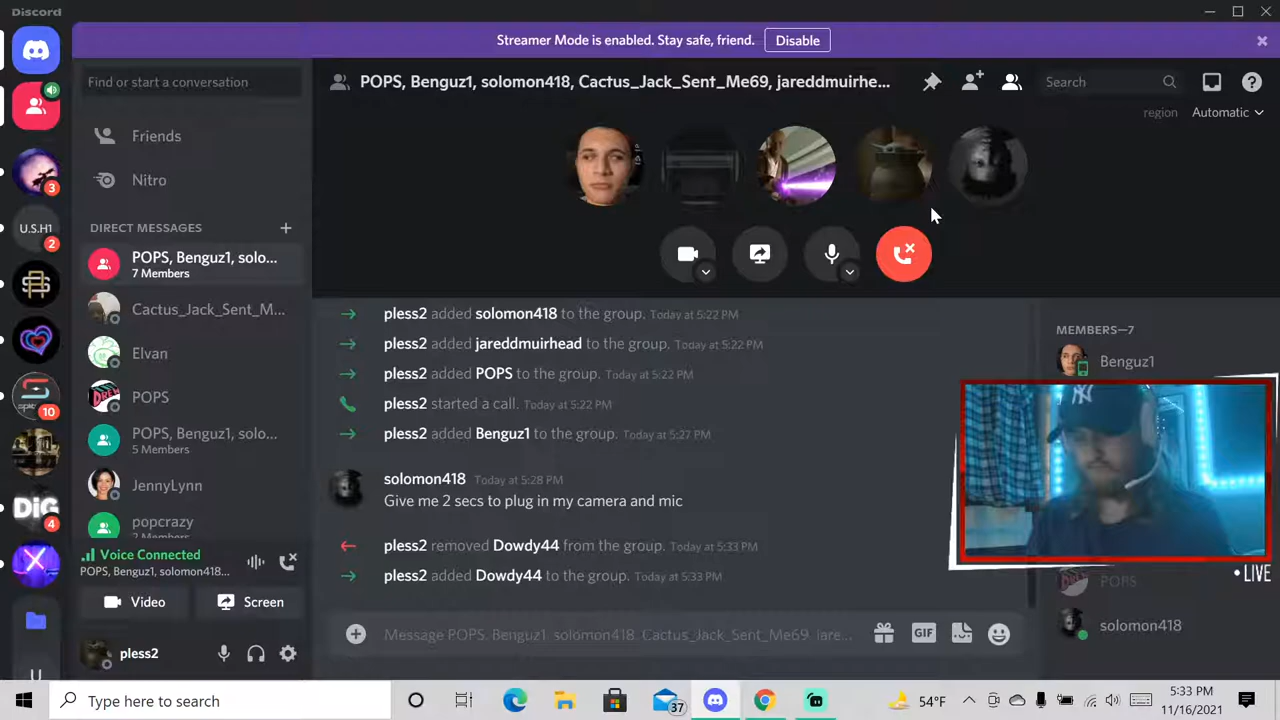 Discord
Streamer Mode is enabled. Stay safe, friend.
Disable
Find or start a conversation
POPS, Benguz1, solomon418, Cactus_Jack_Sent_Me69, jareddmuirhe...
Search
region
Automatic
Friends
Nitro
DIRECT MESSAGES
POPS, Benguz1, solo...
7 Members
Cactus_Jack_Sent_M...
Elvan
POPS
POPS, Benguz1, solo...
5 Members
JennyLynn
popcrazy
7 Members
3
U.S.H1
2
10
DIG
4
U
Voice Connected
POPS, Benguz1, solomon418...
Video
Screen
pless2
pless2 added solomon418 to the group. Today at 5:22 PM
pless2 added jareddmuirhead to the group. Today at 5:22 PM
pless2 added POPS to the group. Today at 5:22 PM
pless2 started a call. Today at 5:22 PM
pless2 added Benguz1 to the group. Today at 5:27 PM
solomon418 Today at 5:28 PM
Give me 2 secs to plug in my camera and mic
pless2 removed Dowdy44 from the group. Today at 5:33 PM
pless2 added Dowdy44 to the group. Today at 5:33 PM
Message POPS, Benguz1, solomon418, Cactus_Jack_Sent_Me69, jare...
GIF
MEMBERS—7
Benguz1
NY
• LIVE
POPS
solomon418
Type here to search
37
54°F
5:33 PM
11/16/2021